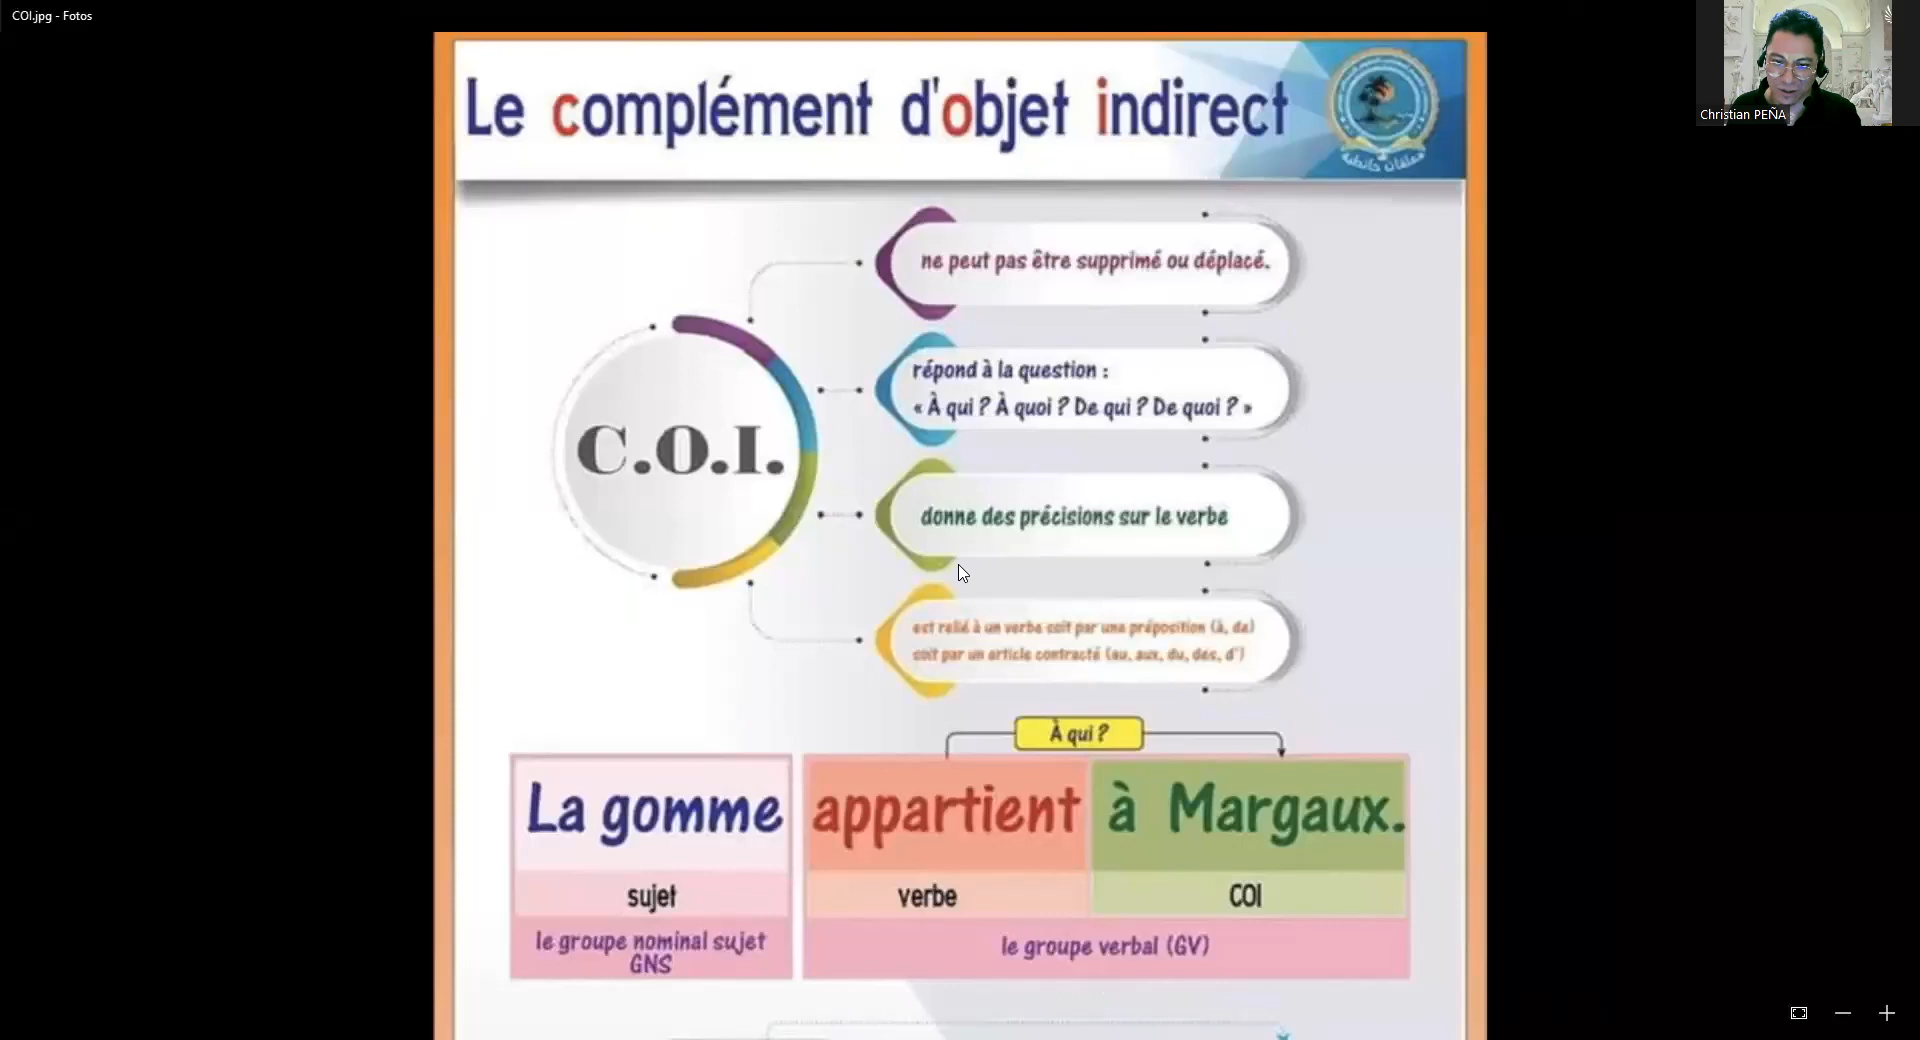 COI.jpg - Fotos
Christian PEÑA
Le complément d'objet indirect
معلقات حائطية
ne peut pas être supprimé ou déplacé.
répond à la question :
« À qui ? À quoi ? De qui ? De quoi ? »
C.O.I.
donne des précisions sur le verbe
est relié à un verbe soit par une préposition (à, de)
soit par un article contracté (au, aux, du, des, d')
À qui ?
La gomme appartient à Margaux.
sujet verbe COI
le groupe nominal sujet
GNS
le groupe verbal (GV)